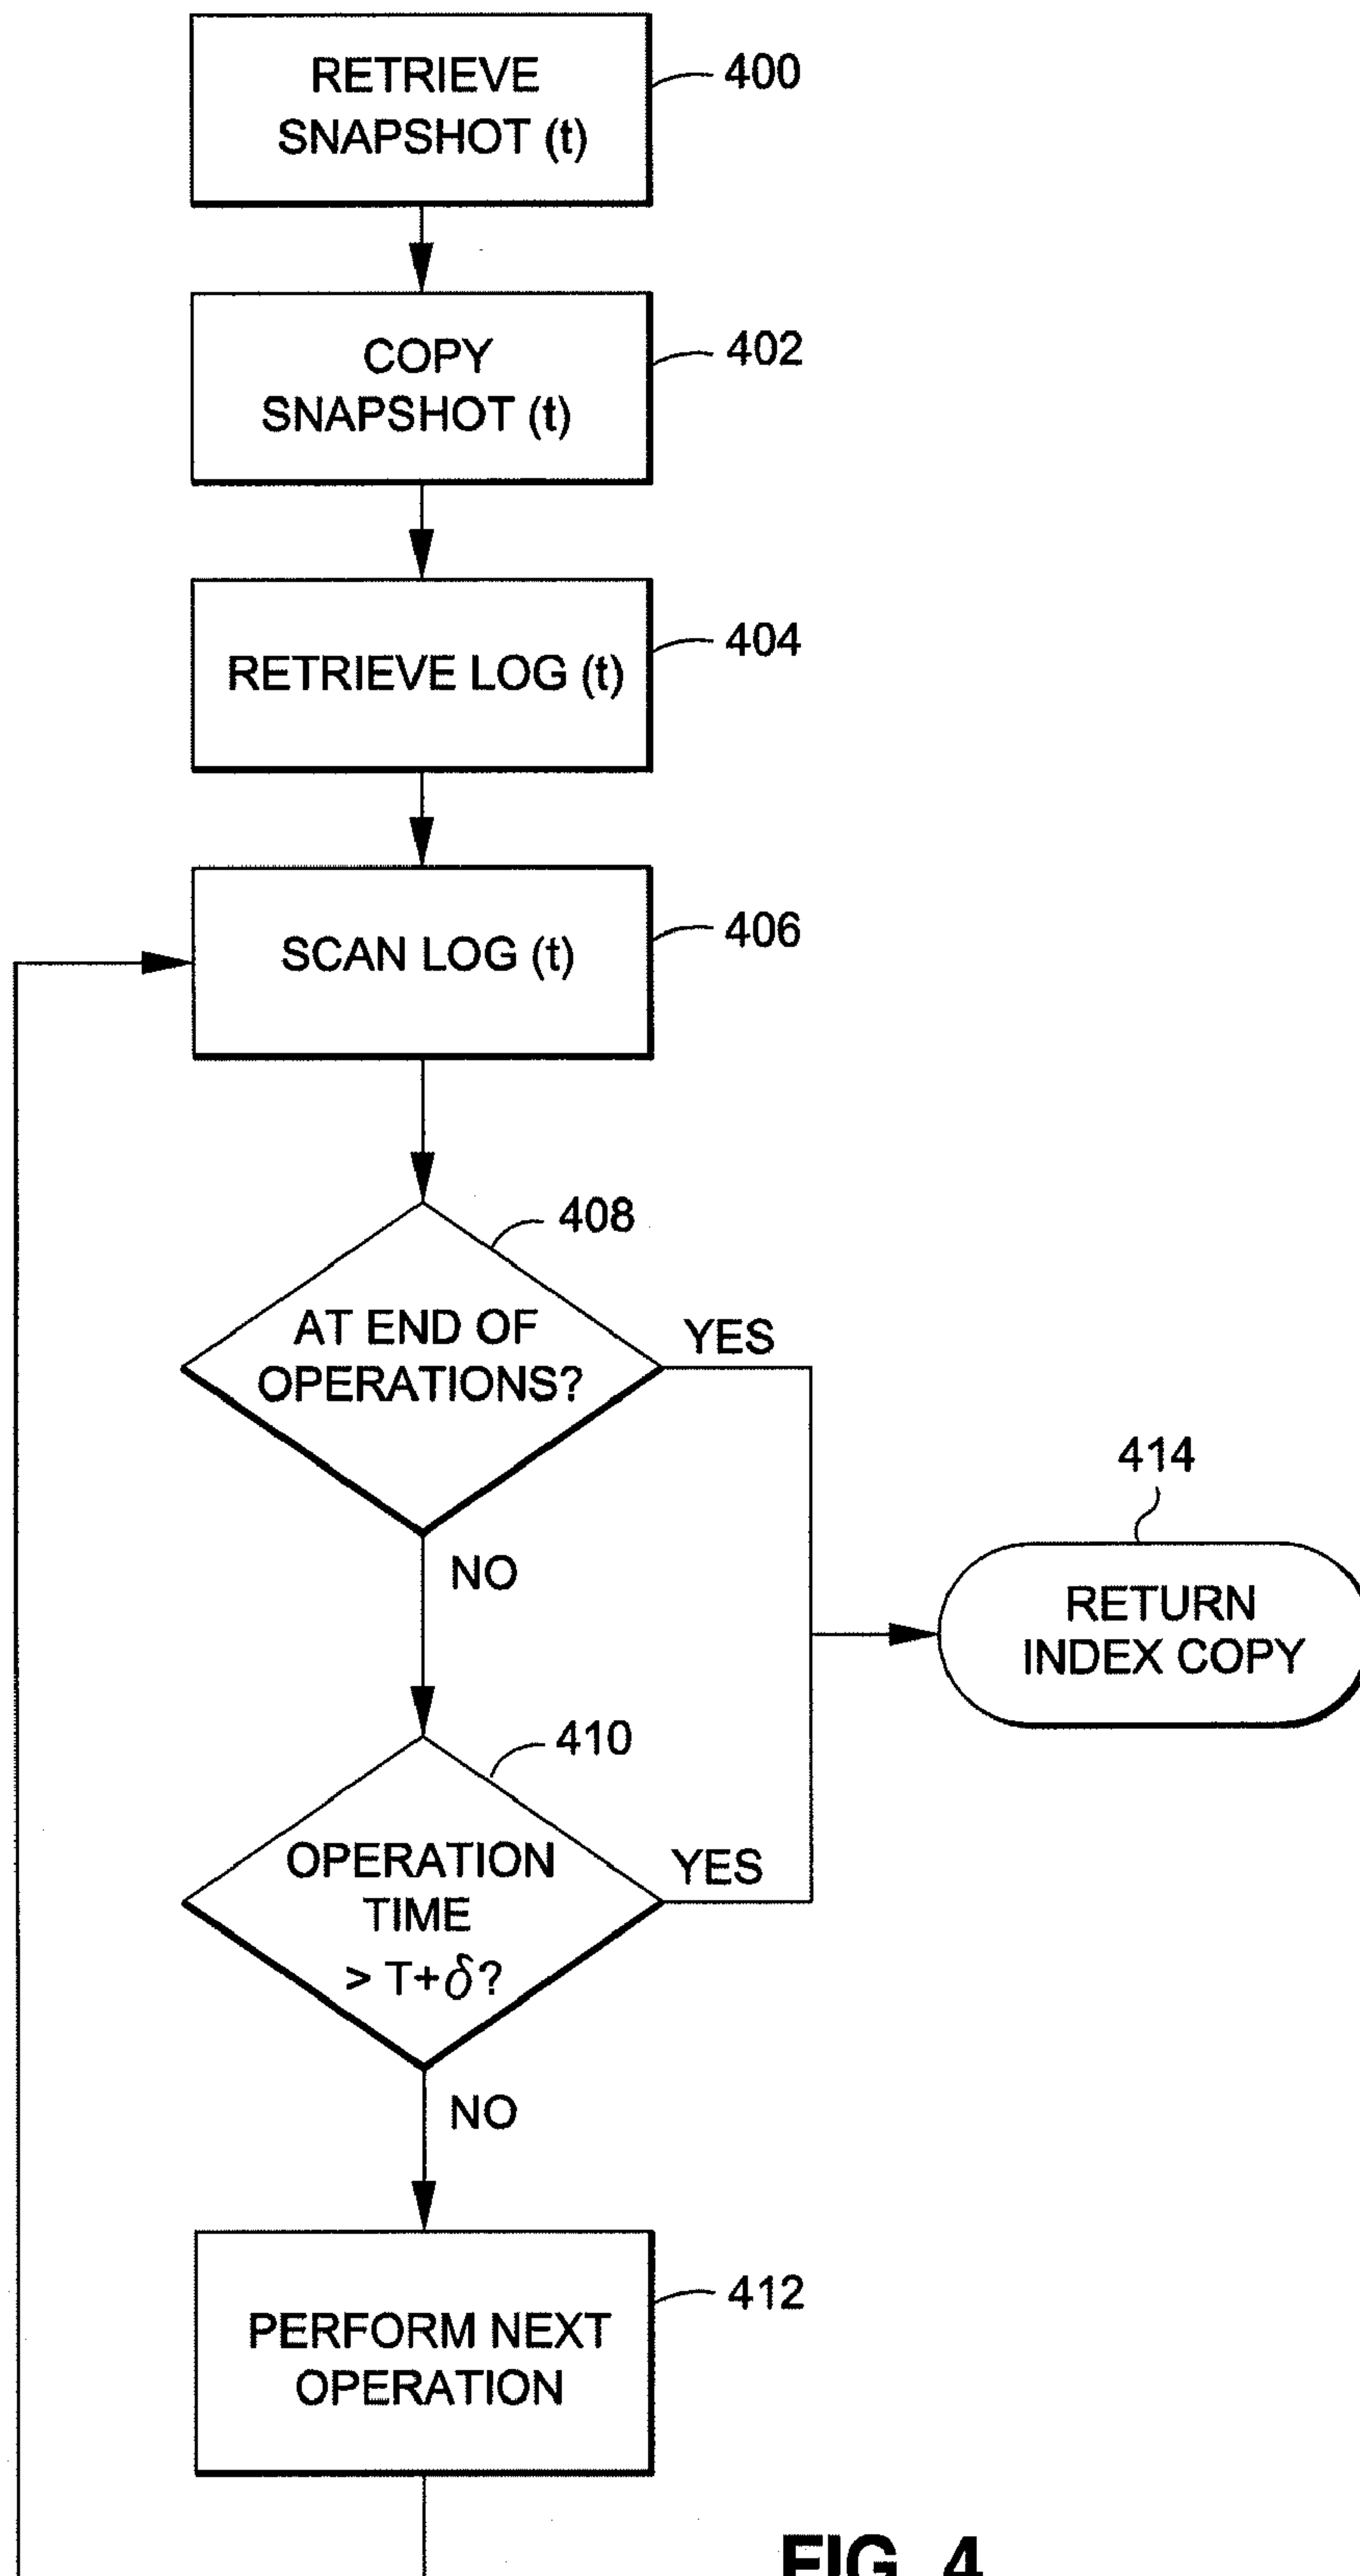 RETRIEVE
SNAPSHOT (t)
400
COPY
SNAPSHOT (t)
402
RETRIEVE LOG (t)
404
SCAN LOG (t)
406
408
AT END OF
OPERATIONS?
YES
NO
414
RETURN
INDEX COPY
410
OPERATION
TIME
> T+δ?
YES
NO
412
PERFORM NEXT
OPERATION
FIG. 4